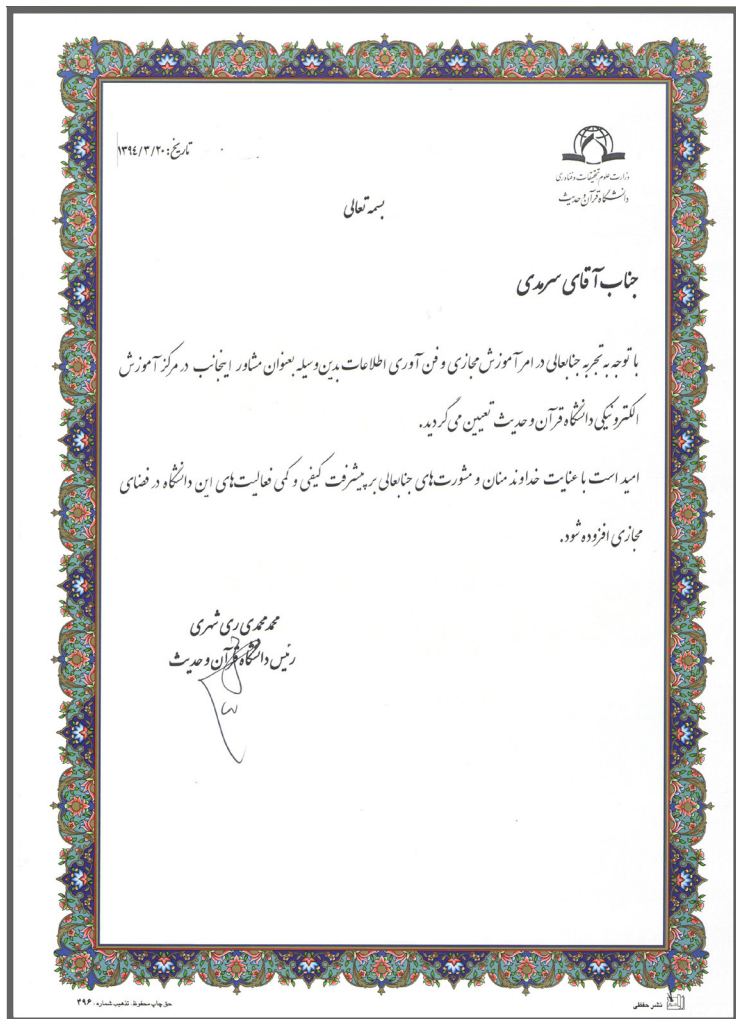 تاریخ: ۱۳۹۴/۳/۲۰
وزارت علوم تحقیقات و فناوری
دانشگاه قرآن و حدیث
بسمه تعالی
جناب آقای سرمدی
با توجه به تجربه جنابعالی در امر آموزش مجازی و فن آوری اطلاعات بدین وسیله بعنوان مشاور اینجانب در مرکز آموزش
الکترونیکی دانشگاه قرآن و حدیث تعیین می گردید.
امید است با عنایت خداوند منان و مشورت های جنابعالی بر پیشرفت کیفی و کمی فعالیت های این دانشگاه در فضای
مجازی افزوده شود.
محمد محمدی ری شهری
رئیس دانشگاه قرآن و حدیث
نشر حفظی
حق چاپ محفوظ. تذهیب شماره: ۴۹۶